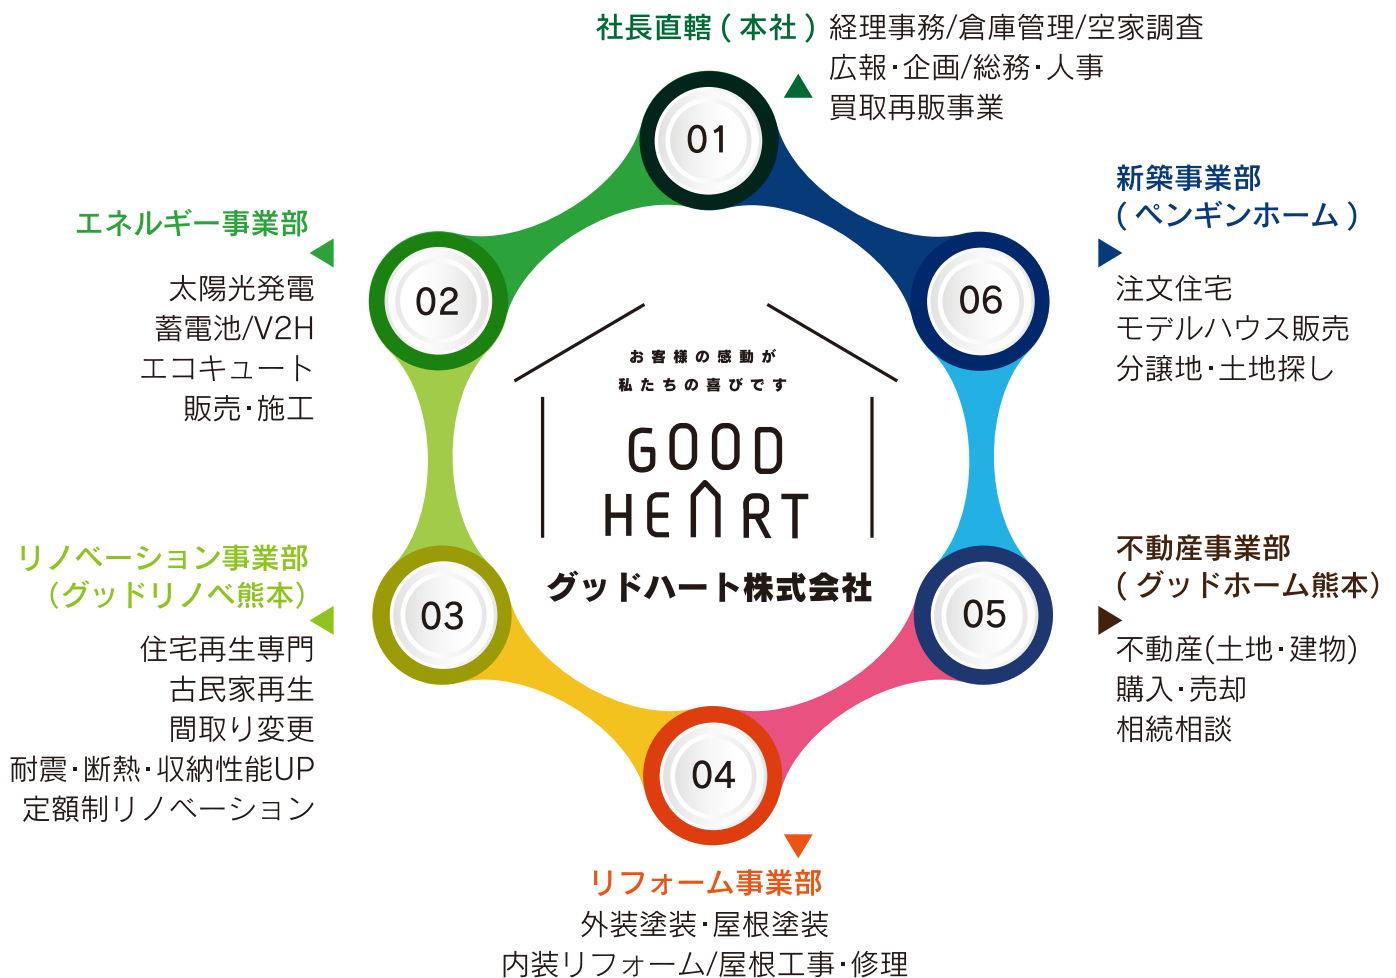 社長直轄 ( 本社 )
経理事務/倉庫管理/空家調査
広報･企画/総務･人事
買取再販事業
01
エネルギー事業部
太陽光発電
蓄電池/V2H
エコキュート
販売･施工
02
新築事業部
( ペンギンホーム )
注文住宅
モデルハウス販売
分譲地･土地探し
06
お客様の感動が
私たちの喜びです
GOOD
HEART
グッドハート株式会社
リノベーション事業部
(グッドリノベ熊本)
住宅再生専門
古民家再生
間取り変更
耐震･断熱･収納性能UP
定額制リノベーション
03
不動産事業部
( グッドホーム熊本)
不動産(土地･建物)
購入･売却
相続相談
05
04
リフォーム事業部
外装塗装･屋根塗装
内装リフォーム/屋根工事･修理